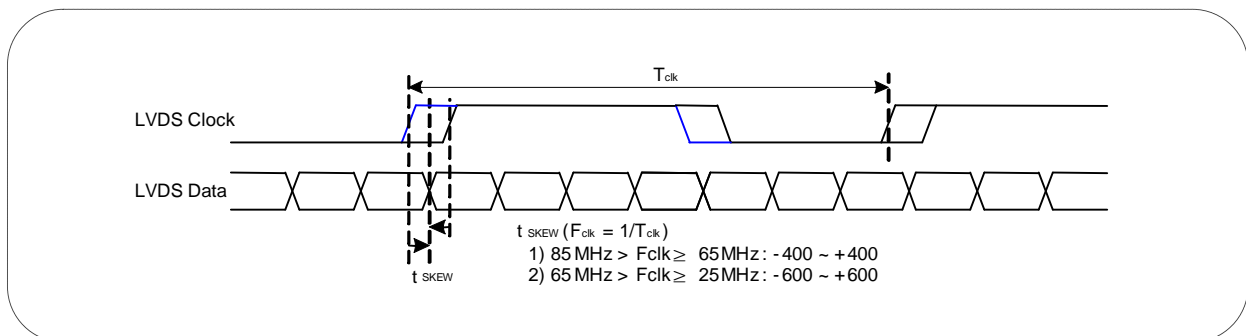 Tclk
LVDS Clock
LVDS Data
t SKEW (Fclk = 1/Tclk)
1) 85 MHz > Fclk ≥ 65 MHz : -400 ~ +400
2) 65 MHz > Fclk ≥ 25 MHz : -600 ~ +600
t SKEW